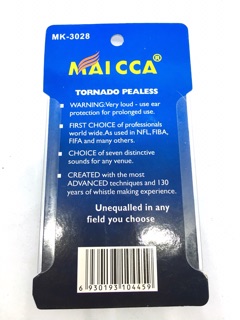 MK-3028
MAICCA®
TORNADO PEALESS
WARNING:Very loud - use ear
protection for prolonged use.
FIRST CHOICE of professionals
world wide.As used in NFL, FIBA,
FIFA and many others.
CHOICE of seven distinctive
sounds for any venue.
CREATED with the most
ADVANCED techniques and 130
years of whistle making experience.
Unequalled in any
field you choose
6 930193 104459